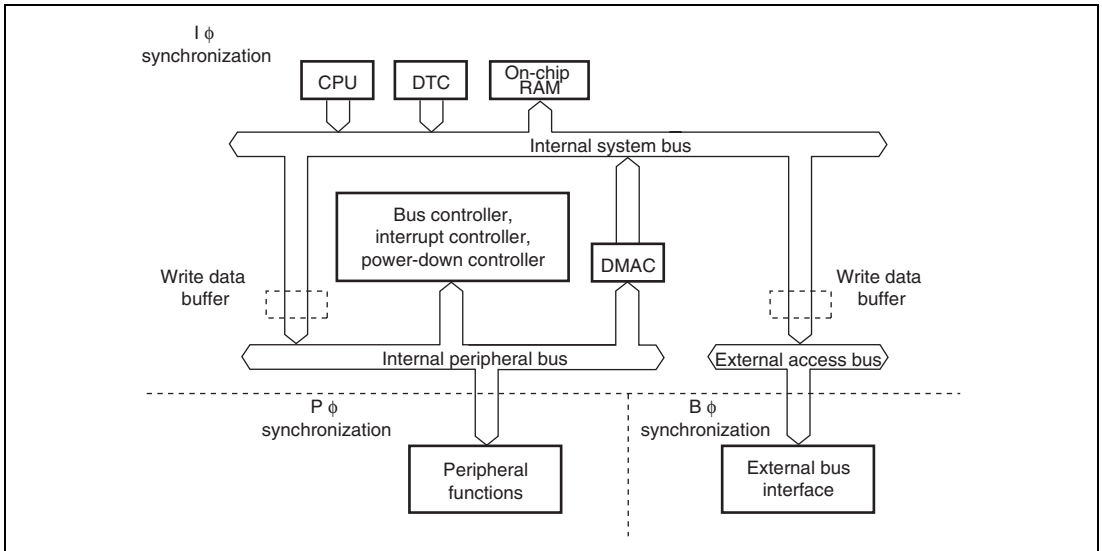 I ϕ
synchronization
CPU
DTC
On-chip
RAM
Internal system bus
Bus controller,
interrupt controller,
power-down controller
DMAC
Write data
buffer
Write data
buffer
Internal peripheral bus
External access bus
P ϕ
synchronization
B ϕ
synchronization
Peripheral
functions
External bus
interface